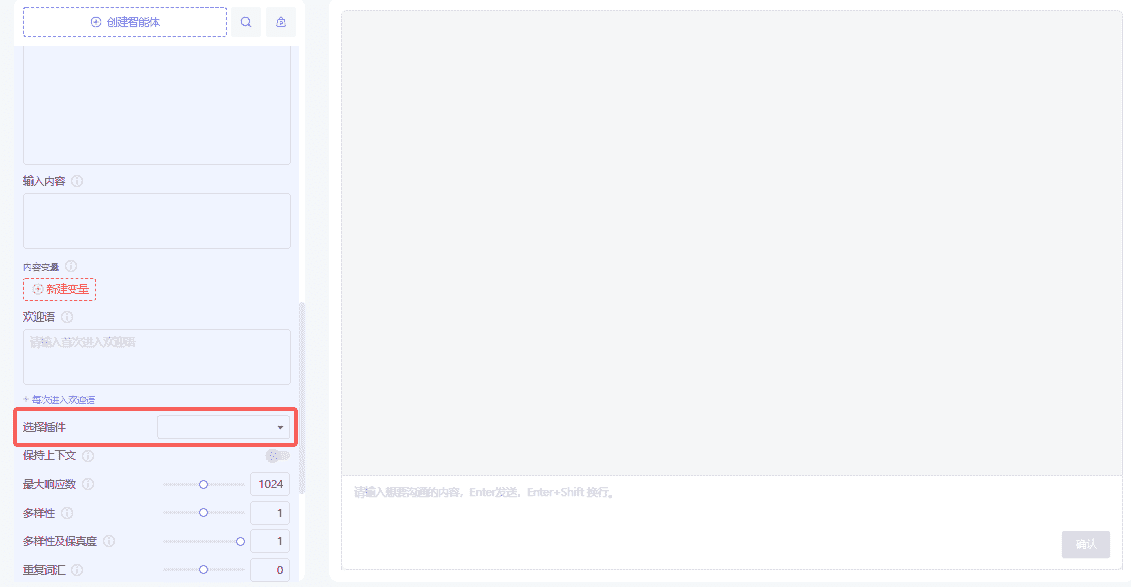 创建智能体
输入内容
内容变量
新建变量
欢迎语
请输入首次进入欢迎语
+ 每次进入欢迎语
选择插件
保持上下文
最大响应数 1024
多样性 1
多样性及保真度 1
重复词汇 0
请输入想要沟通的内容，Enter发送，Enter+Shift 换行。
确认